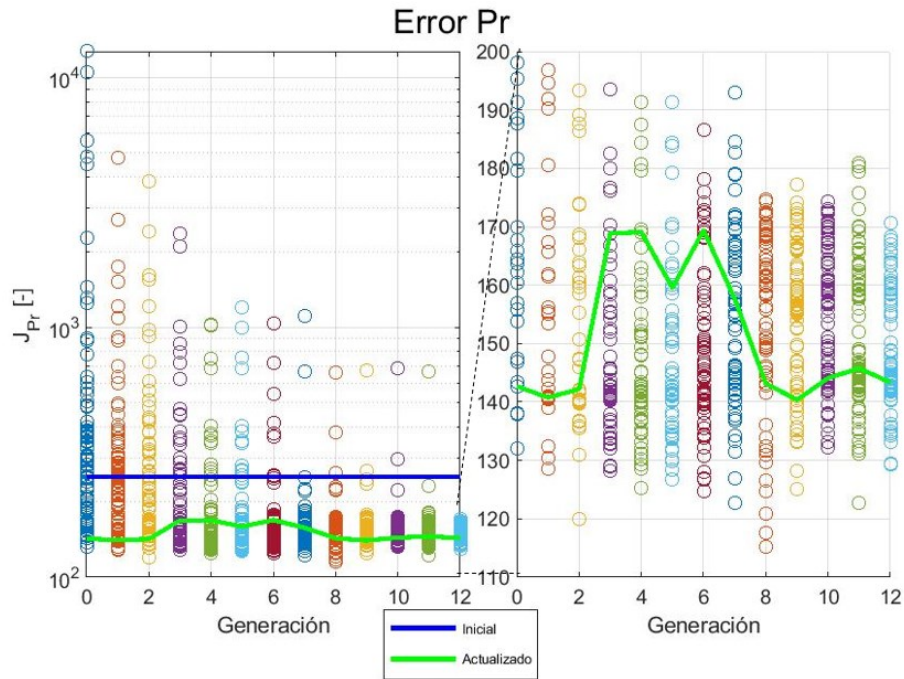 Error Pr
10^4
10^3
10^2
J_Pr [-]
0 2 4 6 8 10 12
Generación
200
190
180
170
160
150
140
130
120
110
0 2 4 6 8 10 12
Generación
Inicial
Actualizado